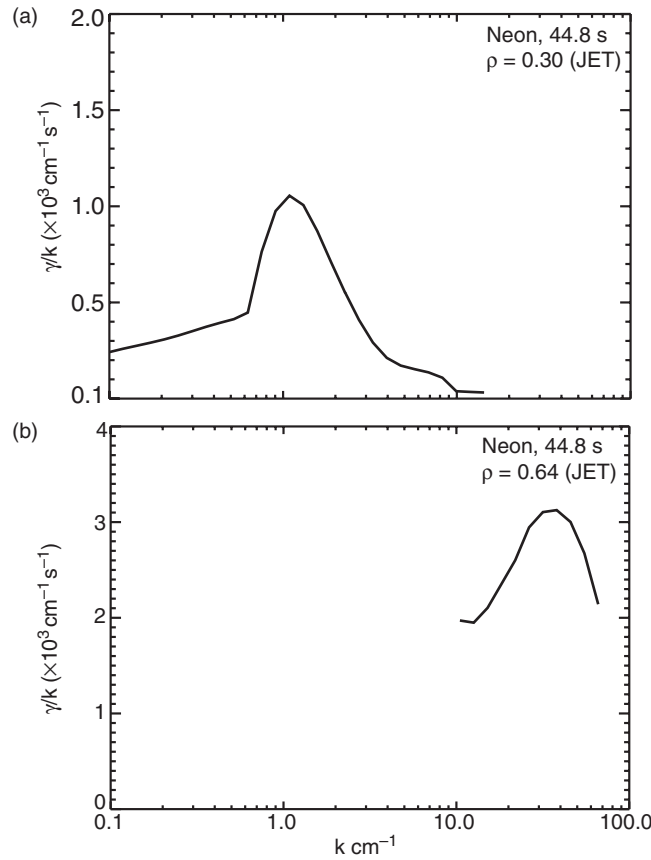 (a)
2.0
1.5
1.0
0.5
0.1
γ/k (×10³ cm⁻¹ s⁻¹)
Neon, 44.8 s
ρ = 0.30 (JET)
(b)
4
3
2
1
0
γ/k (×10³ cm⁻¹ s⁻¹)
Neon, 44.8 s
ρ = 0.64 (JET)
0.1 1.0 10.0 100.0
k cm⁻¹